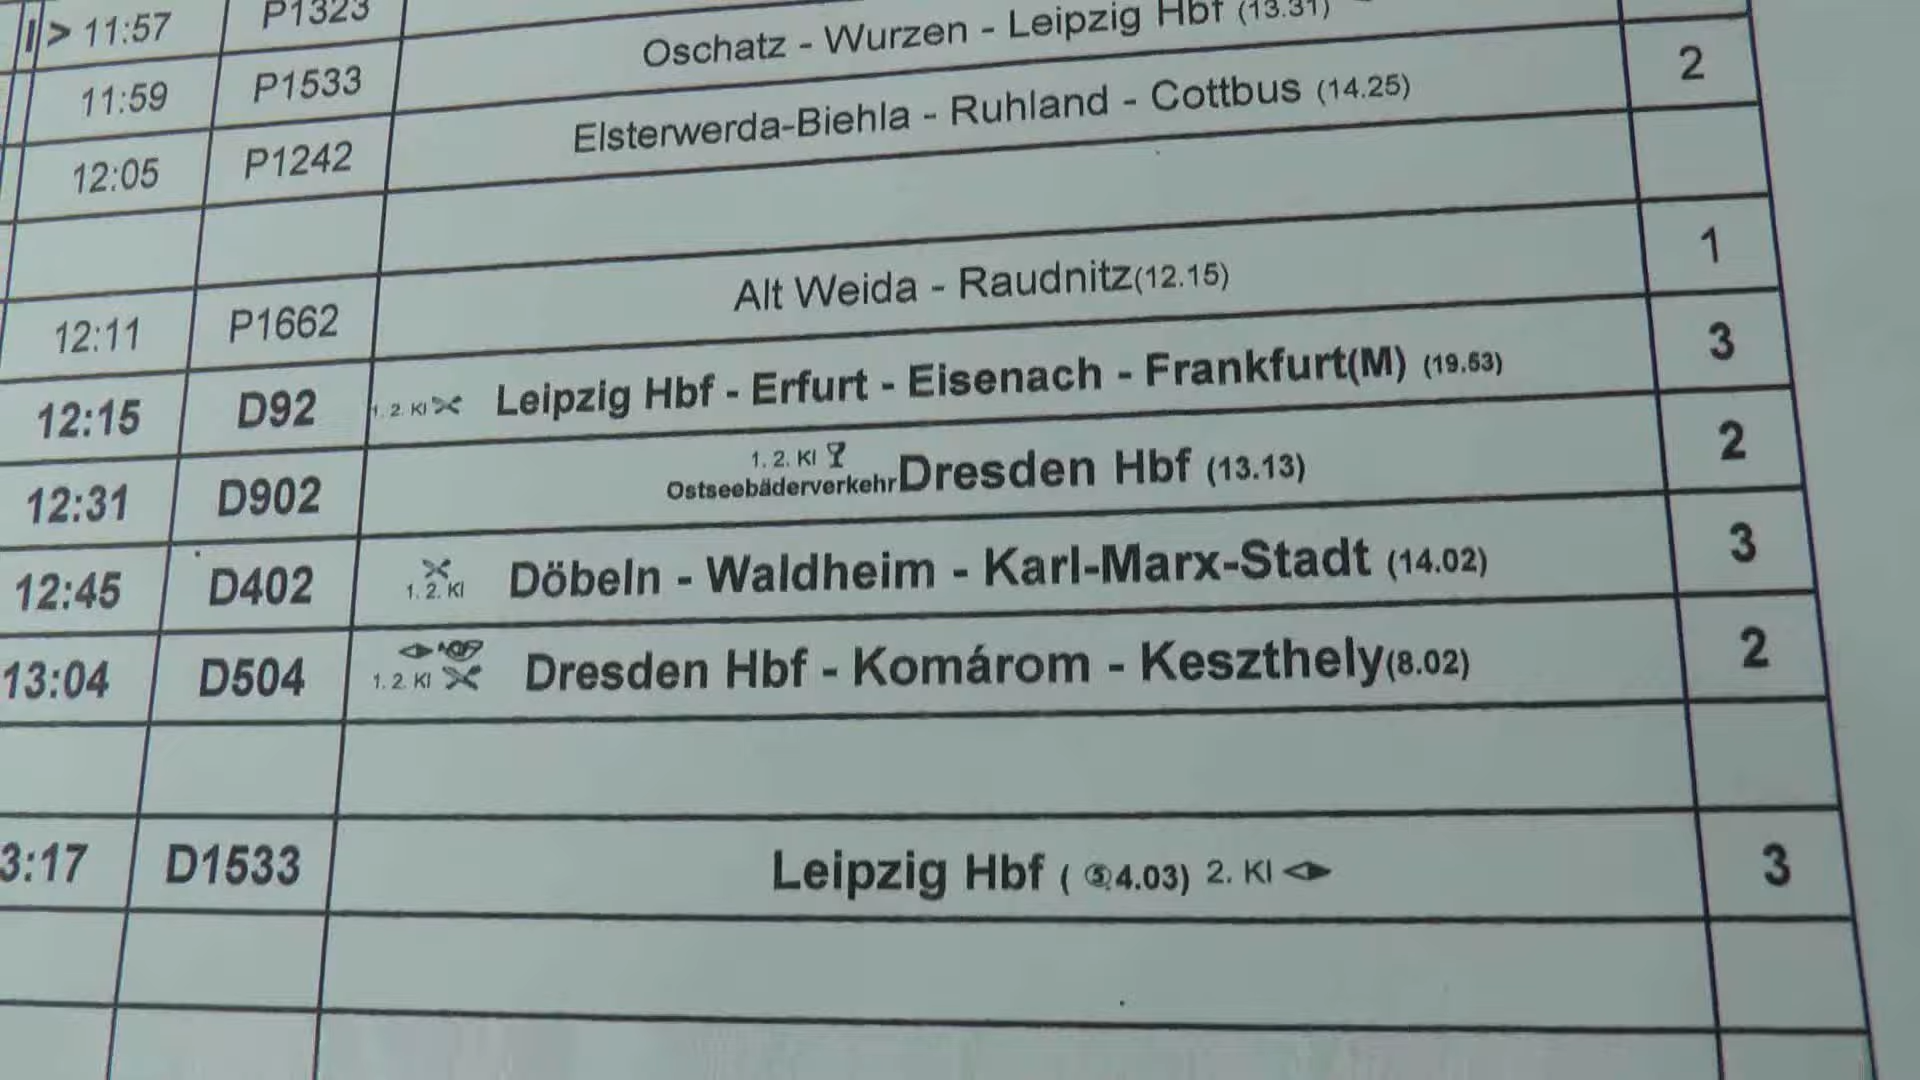 |> 11:57 P1323
11:59 P1533 Oschatz - Wurzen - Leipzig Hbf (13.31)
12:05 P1242 Elsterwerda-Biehla - Ruhland - Cottbus (14.25) 2
12:11 P1662 Alt Weida - Raudnitz(12.15) 1
12:15 D92 1. 2. Kl Leipzig Hbf - Erfurt - Eisenach - Frankfurt(M) (19.53) 3
12:31 D902 1. 2. Kl Ostseebäderverkehr Dresden Hbf (13.13) 2
12:45 D402 1. 2. Kl Döbeln - Waldheim - Karl-Marx-Stadt (14.02) 3
13:04 D504 1. 2. Kl Dresden Hbf - Komárom - Keszthely(8.02) 2
3:17 D1533 Leipzig Hbf ( ⑤4.03) 2. Kl 3